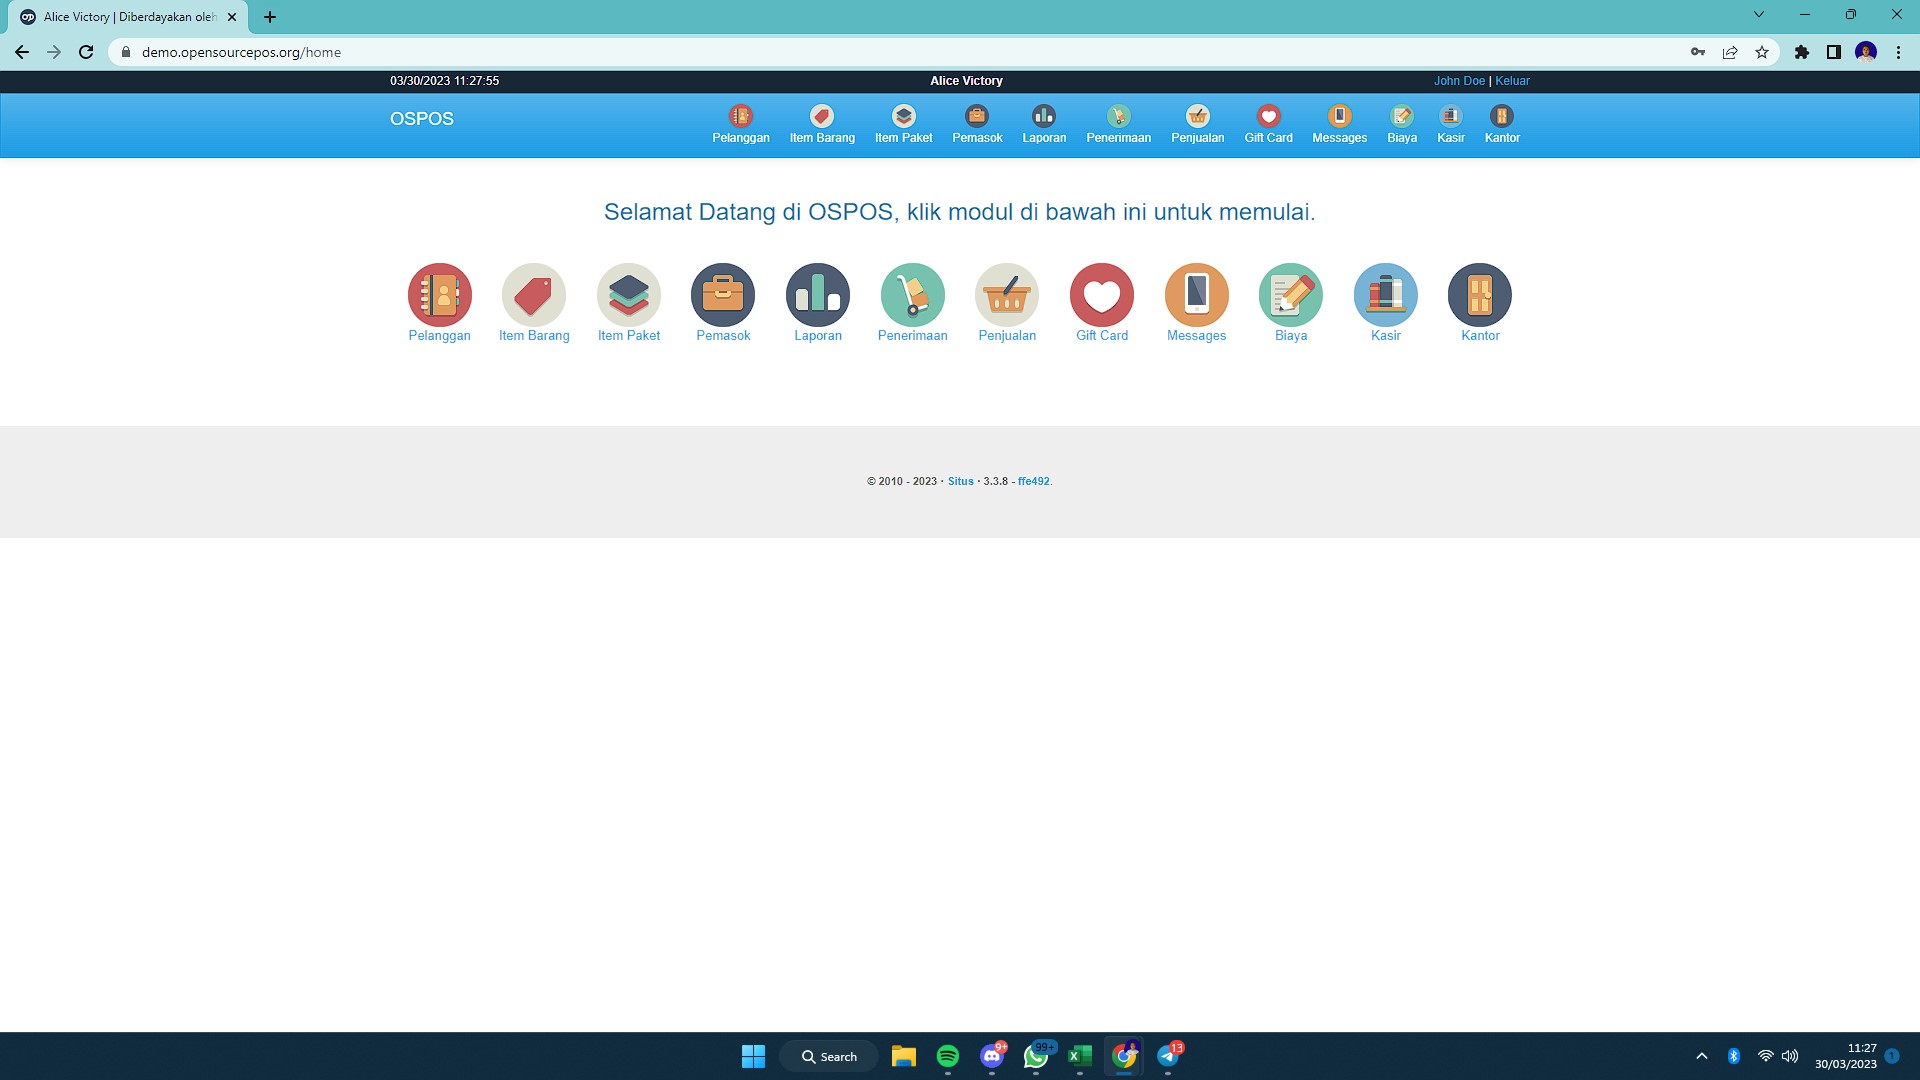 Alice Victory | Diberdayakan oleh
demo.opensourcepos.org/home
03/30/2023 11:27:55
Alice Victory
John Doe | Keluar
OSPOS
Pelanggan
Item Barang
Item Paket
Pemasok
Laporan
Penerimaan
Penjualan
Gift Card
Messages
Biaya
Kasir
Kantor
Selamat Datang di OSPOS, klik modul di bawah ini untuk memulai.
Pelanggan
Item Barang
Item Paket
Pemasok
Laporan
Penerimaan
Penjualan
Gift Card
Messages
Biaya
Kasir
Kantor
© 2010 - 2023 · Situs · 3.3.8 - ffe492.
Search
9+
99+
13
11:27
30/03/2023
1